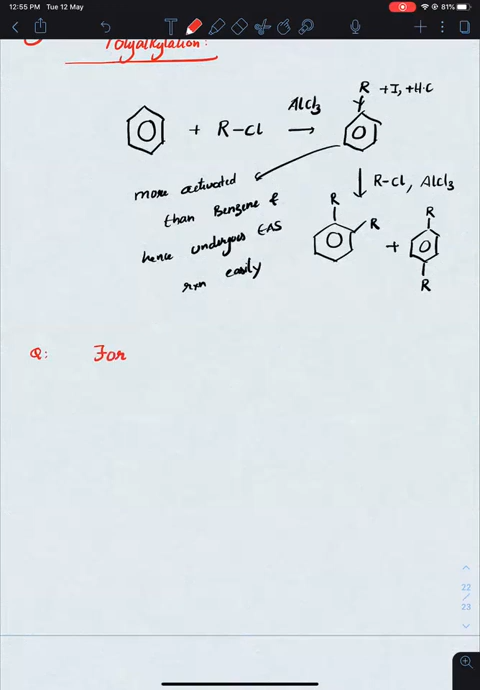 12:55 PM Tue 12 May
81%
Polyalkylation:
R +I, +H.C
+ R-Cl AlCl3
R-Cl, AlCl3
more activated
than Benzene &
hence undergoes EAS
rxn easily
R
R
+
R
R
Q: For
22
/
23